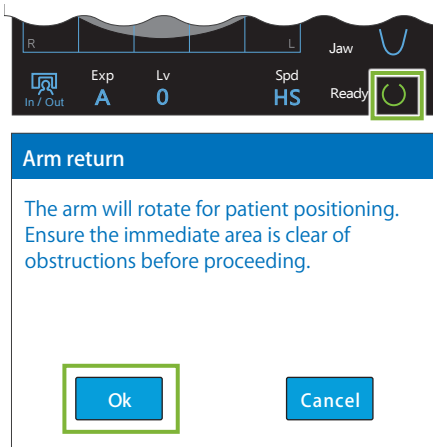 R L Jaw
Exp Lv Spd
In / Out A 0 HS Ready
Arm return
The arm will rotate for patient positioning.
Ensure the immediate area is clear of
obstructions before proceeding.
Ok Cancel